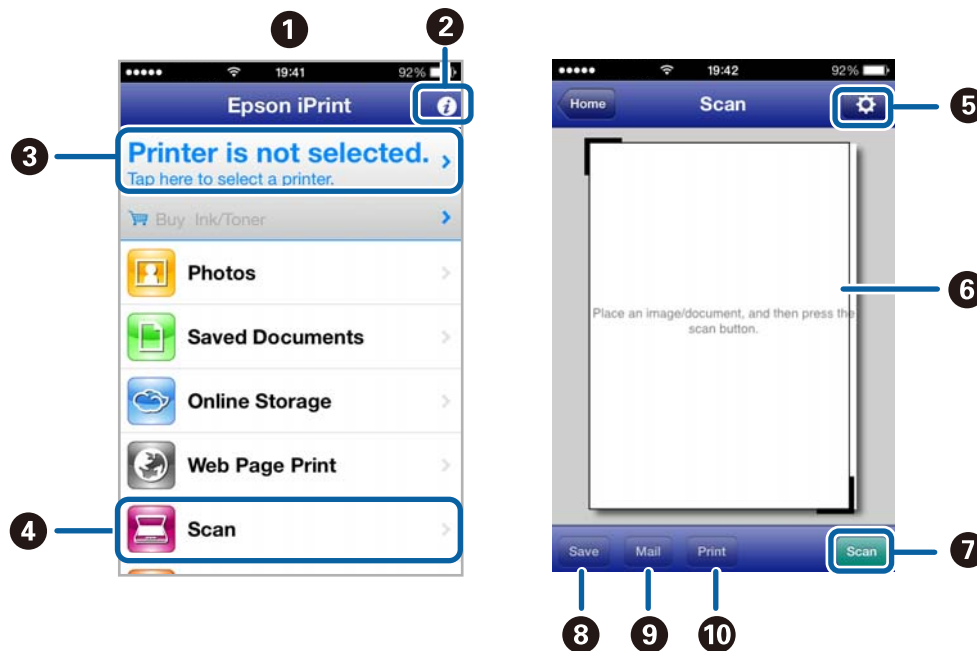 1
2
19:41
92%
Epson iPrint
i
3
Printer is not selected.
Tap here to select a printer.
Buy Ink/Toner
Photos
Saved Documents
Online Storage
Web Page Print
4
Scan
19:42
92%
Home
Scan
5
Place an image/document, and then press the
scan button.
6
Save
Mail
Print
Scan
7
8
9
10